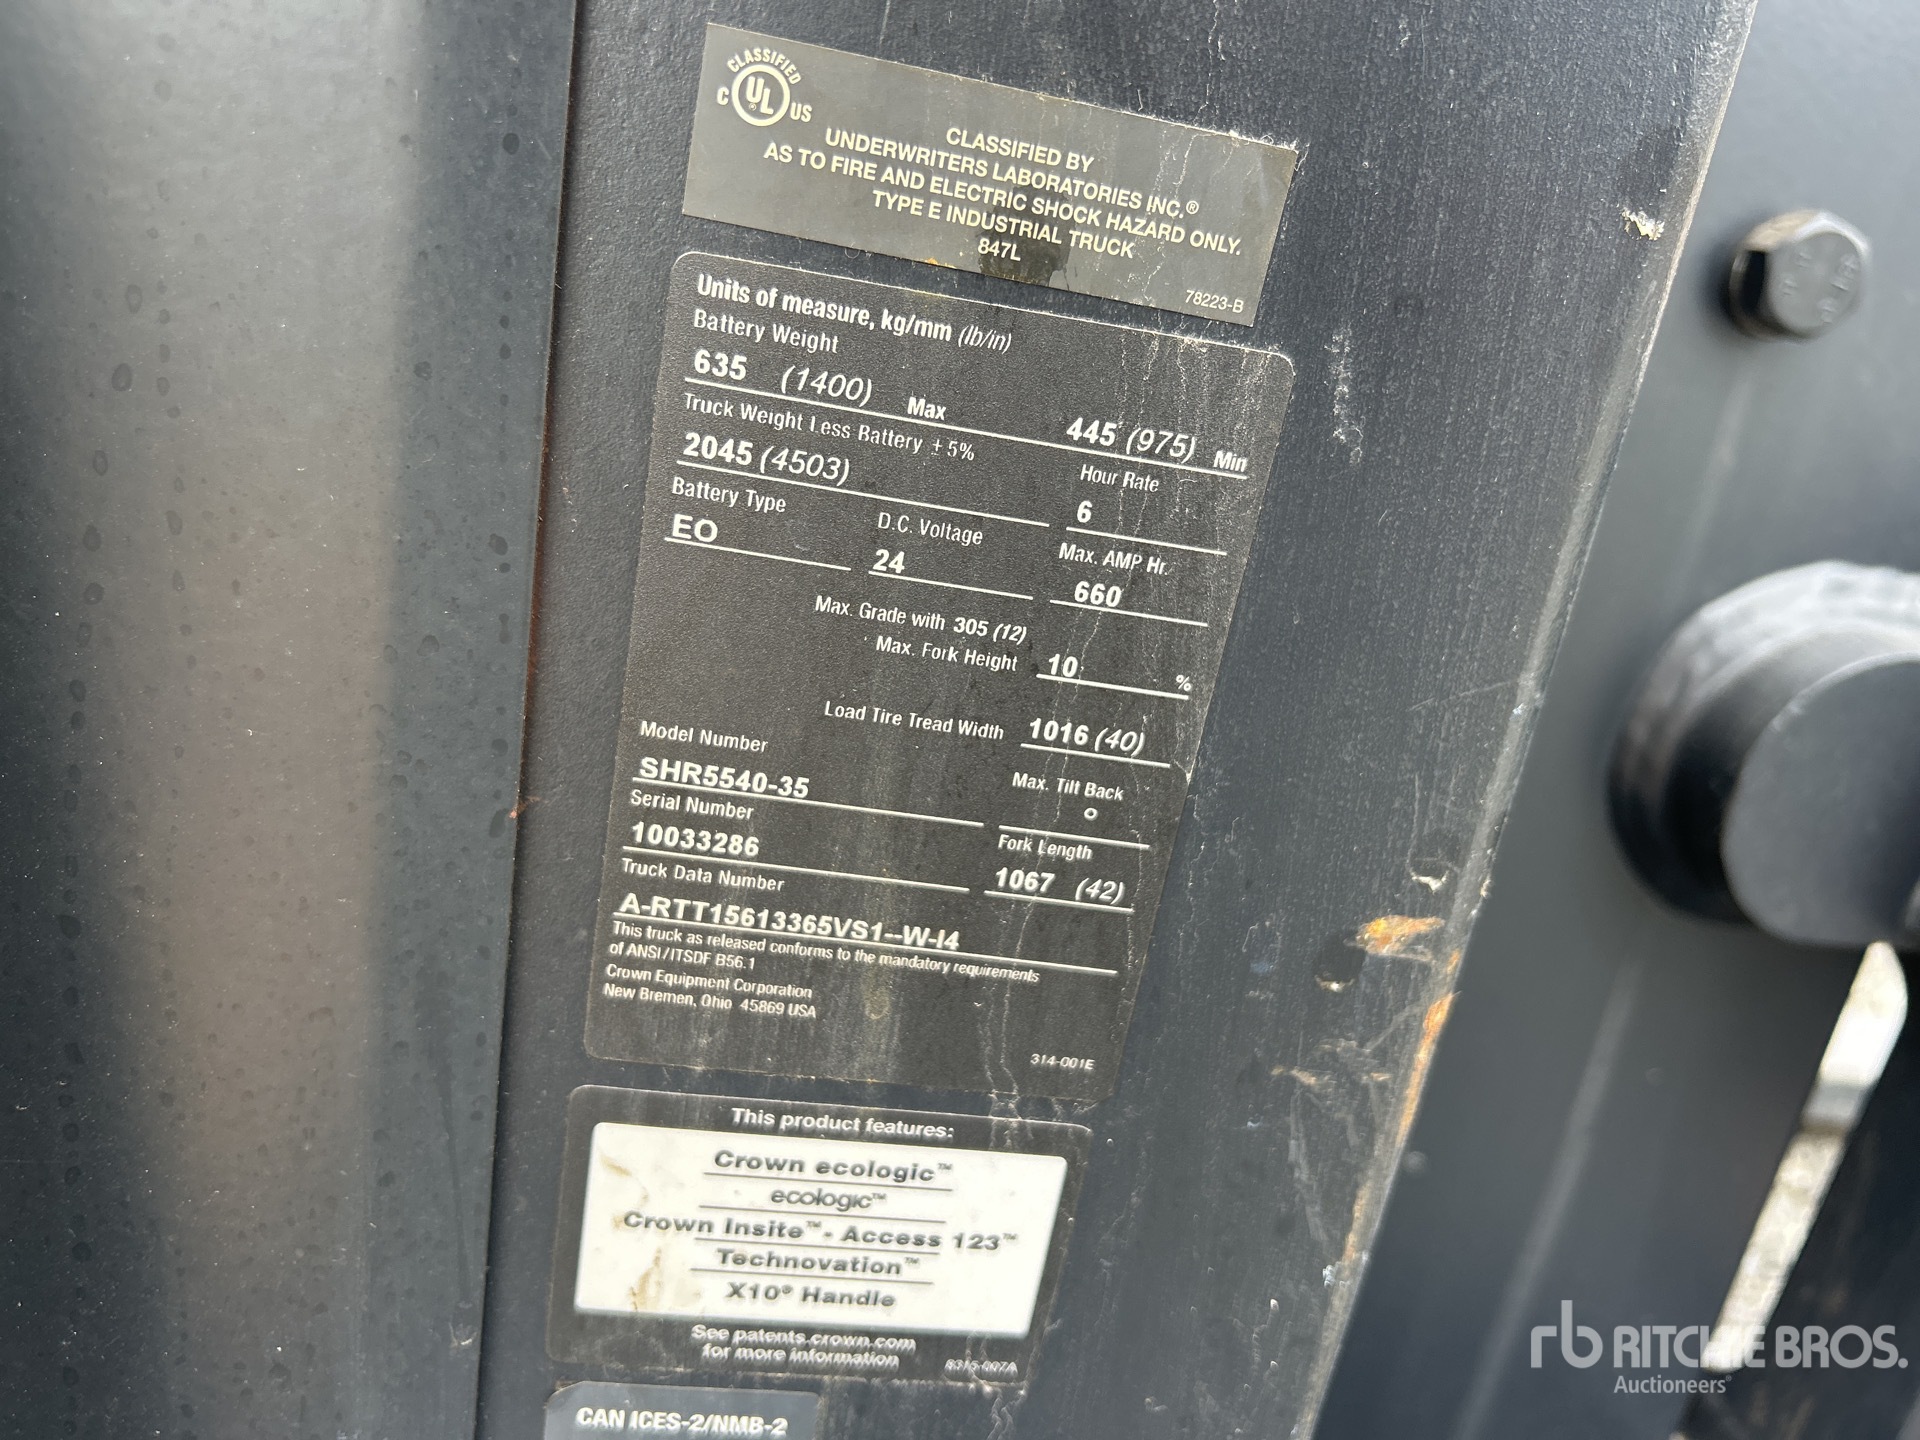 CLASSIFIED
C UL® US
CLASSIFIED BY
UNDERWRITERS LABORATORIES INC.®
AS TO FIRE AND ELECTRIC SHOCK HAZARD ONLY.
TYPE E INDUSTRIAL TRUCK
847L
78223-B
Units of measure, kg/mm (lb/in)
Battery Weight
635 (1400) Max 445 (975) Min
Truck Weight Less Battery ± 5% Hour Rate
2045 (4503) 6
Battery Type D.C. Voltage Max. AMP Hr.
EO 24 660
Max. Grade with 305 (12)
Max. Fork Height 10 %
Load Tire Tread Width 1016 (40)
Model Number Max. Tilt Back
SHR5540-35 °
Serial Number Fork Length
10033286 1067 (42)
Truck Data Number
A-RTT15613365VS1--W-I4
This truck as released conforms to the mandatory requirements
of ANSI/ITSDF B56.1
Crown Equipment Corporation
New Bremen, Ohio 45869 USA
314-001E
This product features:
Crown ecologic™
ecologic™
Crown Insite™ - Access 123™
Technovation™
X10® Handle
See patents.crown.com
for more information
8315-007A
CAN ICES-2/NMB-2
rb RITCHIE BROS.
Auctioneers®